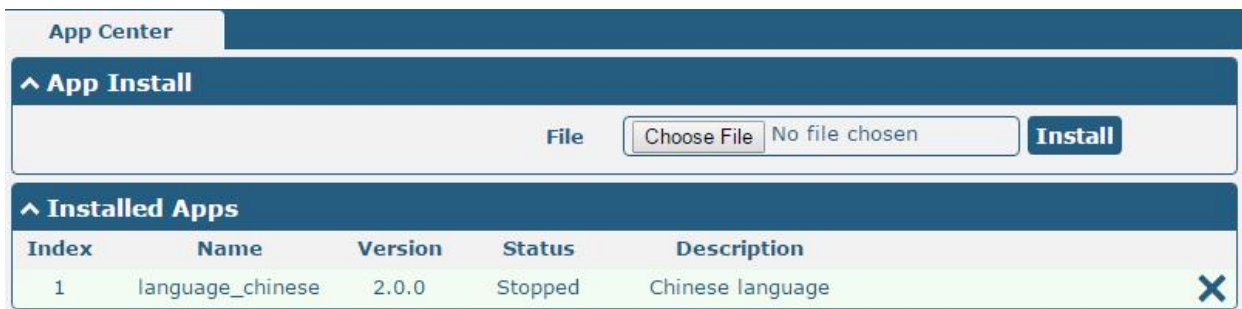 App Center
App Install
File Choose File No file chosen Install
Installed Apps
Index Name Version Status Description
1 language_chinese 2.0.0 Stopped Chinese language